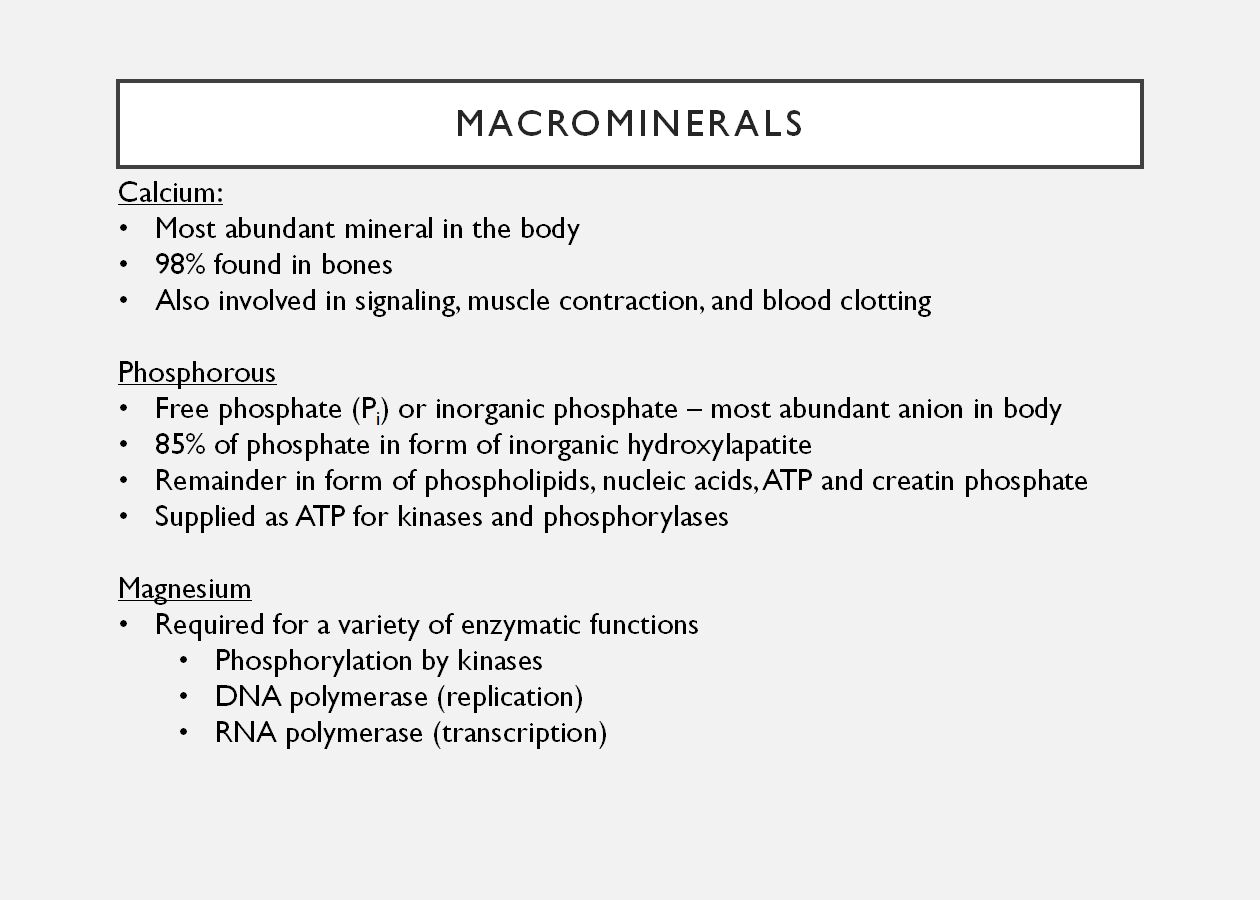 MACROMINERALS
Calcium:
• Most abundant mineral in the body
• 98% found in bones
• Also involved in signaling, muscle contraction, and blood clotting
Phosphorous
• Free phosphate (Pi) or inorganic phosphate – most abundant anion in body
• 85% of phosphate in form of inorganic hydroxylapatite
• Remainder in form of phospholipids, nucleic acids, ATP and creatin phosphate
• Supplied as ATP for kinases and phosphorylases
Magnesium
• Required for a variety of enzymatic functions
• Phosphorylation by kinases
• DNA polymerase (replication)
• RNA polymerase (transcription)